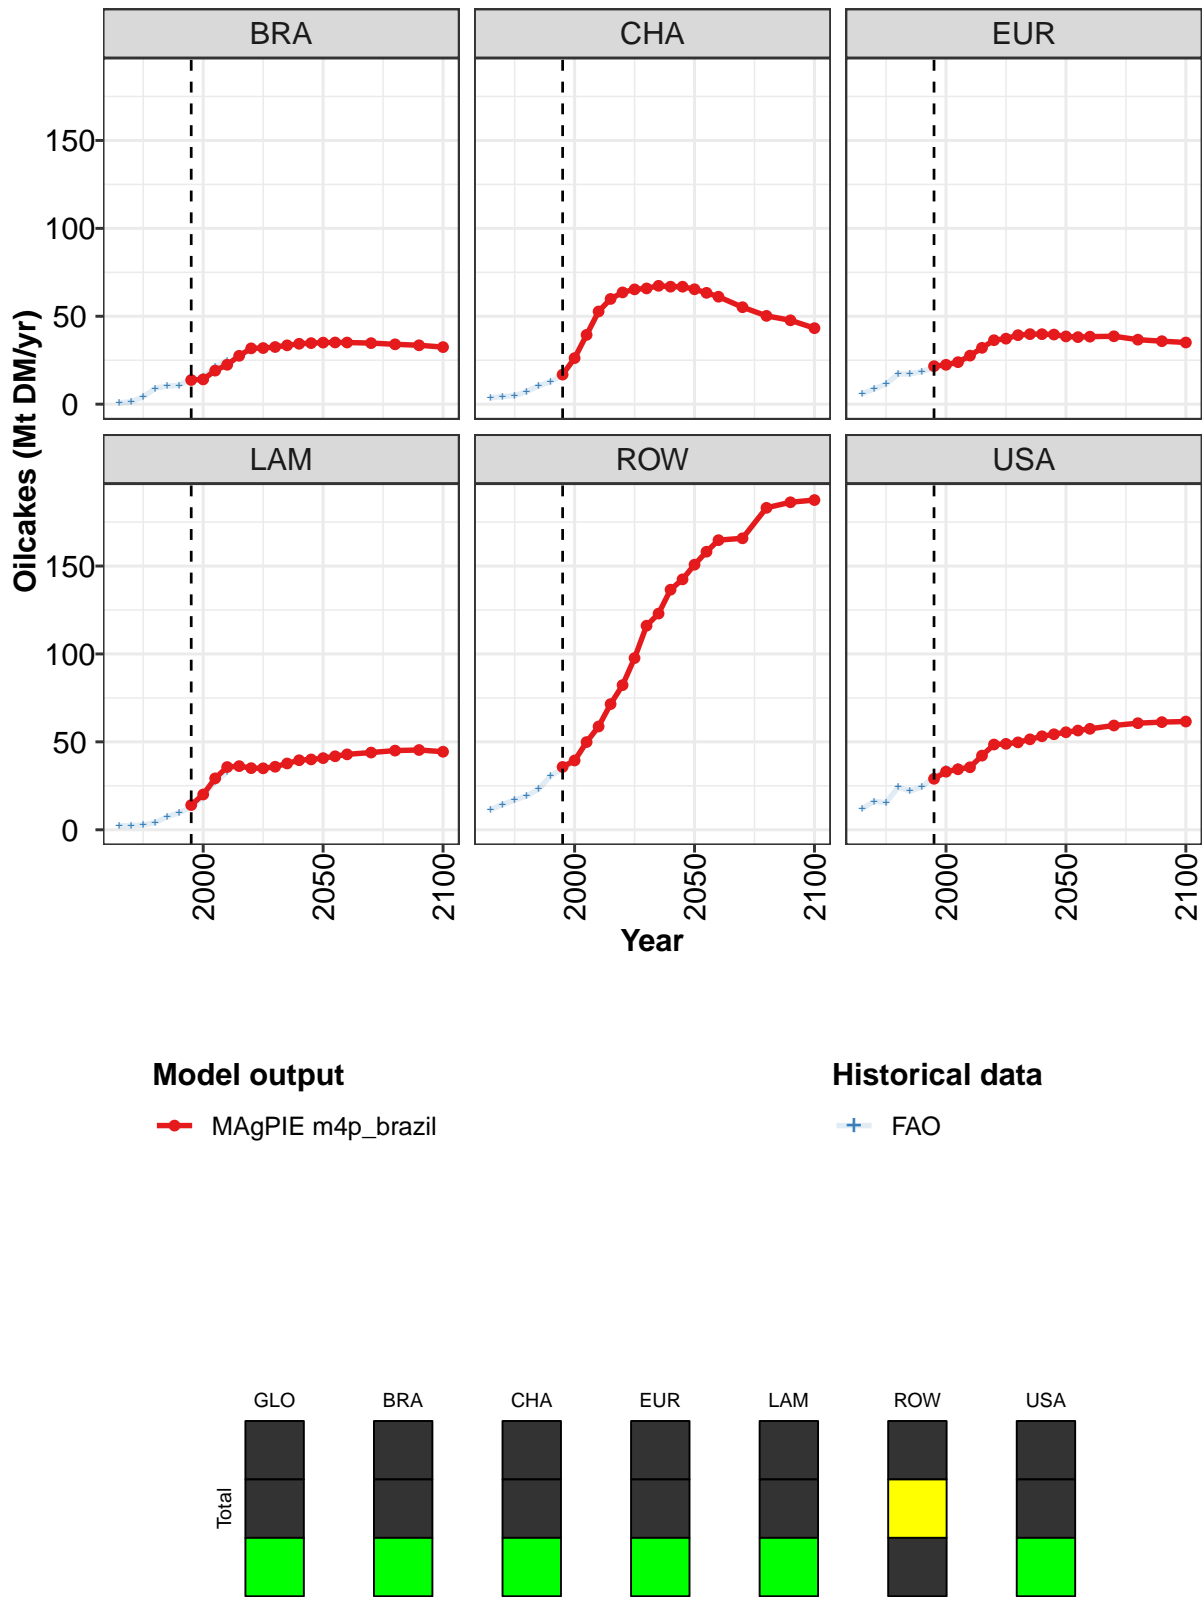 BRA CHA EUR
150
100
50
0
LAM ROW USA
150
100
50
0
Oilcakes (Mt DM/yr)
2000 2050 2100 2000 2050 2100 2000 2050 2100
Year
Model output Historical data
MAgPIE m4p_brazil FAO
GLO BRA CHA EUR LAM ROW USA
Total